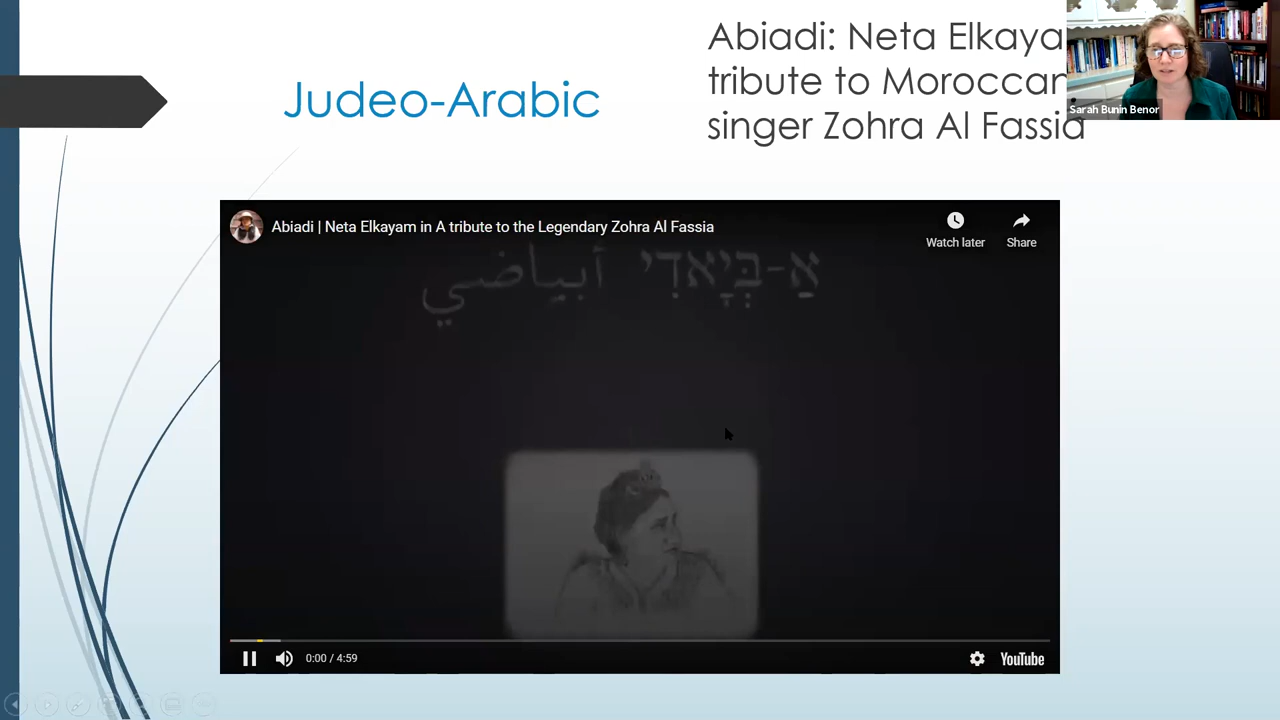 Judeo-Arabic
Abiadi: Neta Elkaya
tribute to Moroccan
singer Zohra Al Fassia
Sarah Bunin Benor
Abiadi | Neta Elkayam in A tribute to the Legendary Zohra Al Fassia
Watch later
Share
אַ-בְּיָאדִי أبياضي
0:00 / 4:59
YouTube